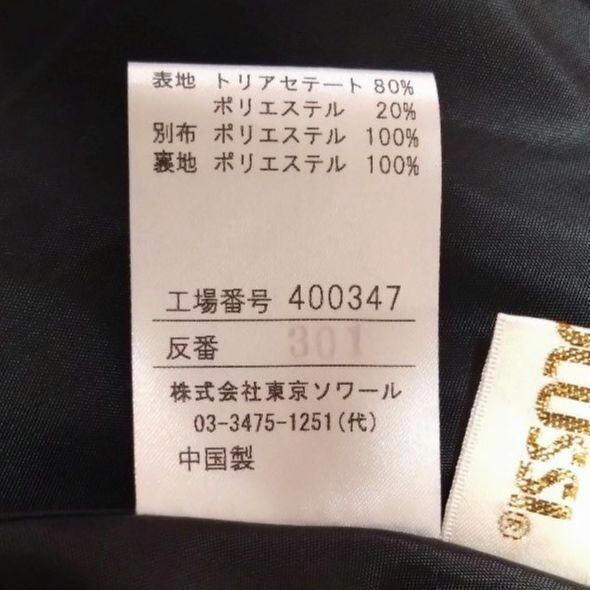 表地 トリアセテート 80%
ポリエステル 20%
別布 ポリエステル 100%
裏地 ポリエステル 100%
工場番号 400347
反番 301
株式会社東京ソワール
03-3475-1251(代)
中国製